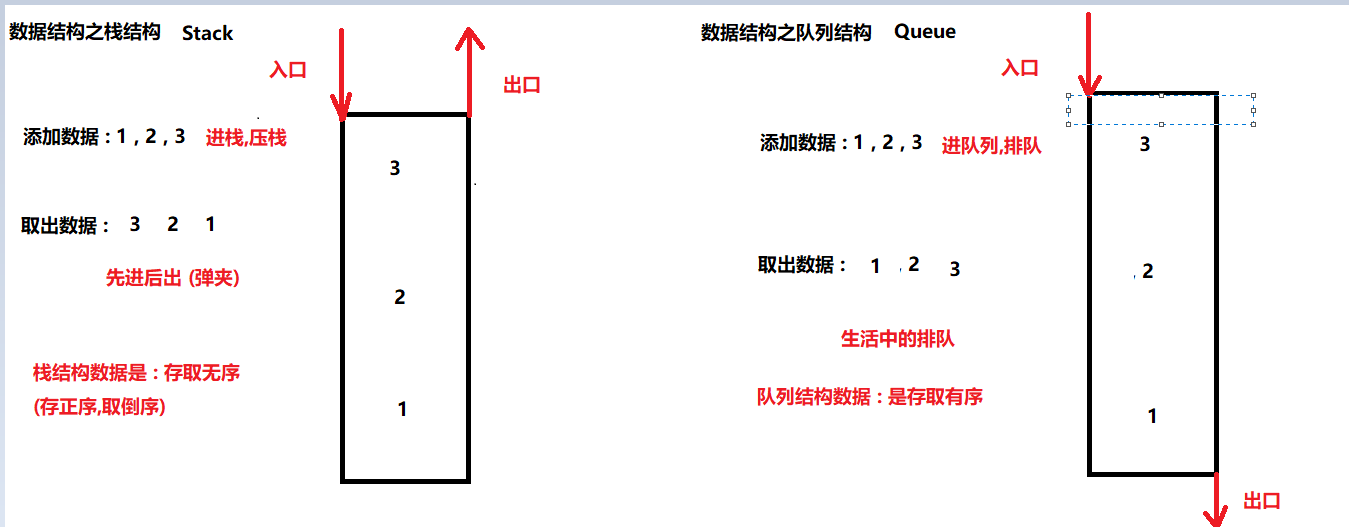 数据结构之栈结构 Stack
入口
出口
添加数据：1，2，3 进栈,压栈
3
取出数据： 3 2 1
先进后出 (弹夹)
2
栈结构数据是：存取无序
(存正序,取倒序)
1
数据结构之队列结构 Queue
入口
添加数据：1，2，3 进队列,排队
3
取出数据： 1 ,2 3
,2
生活中的排队
队列结构数据：是存取有序
1
出口